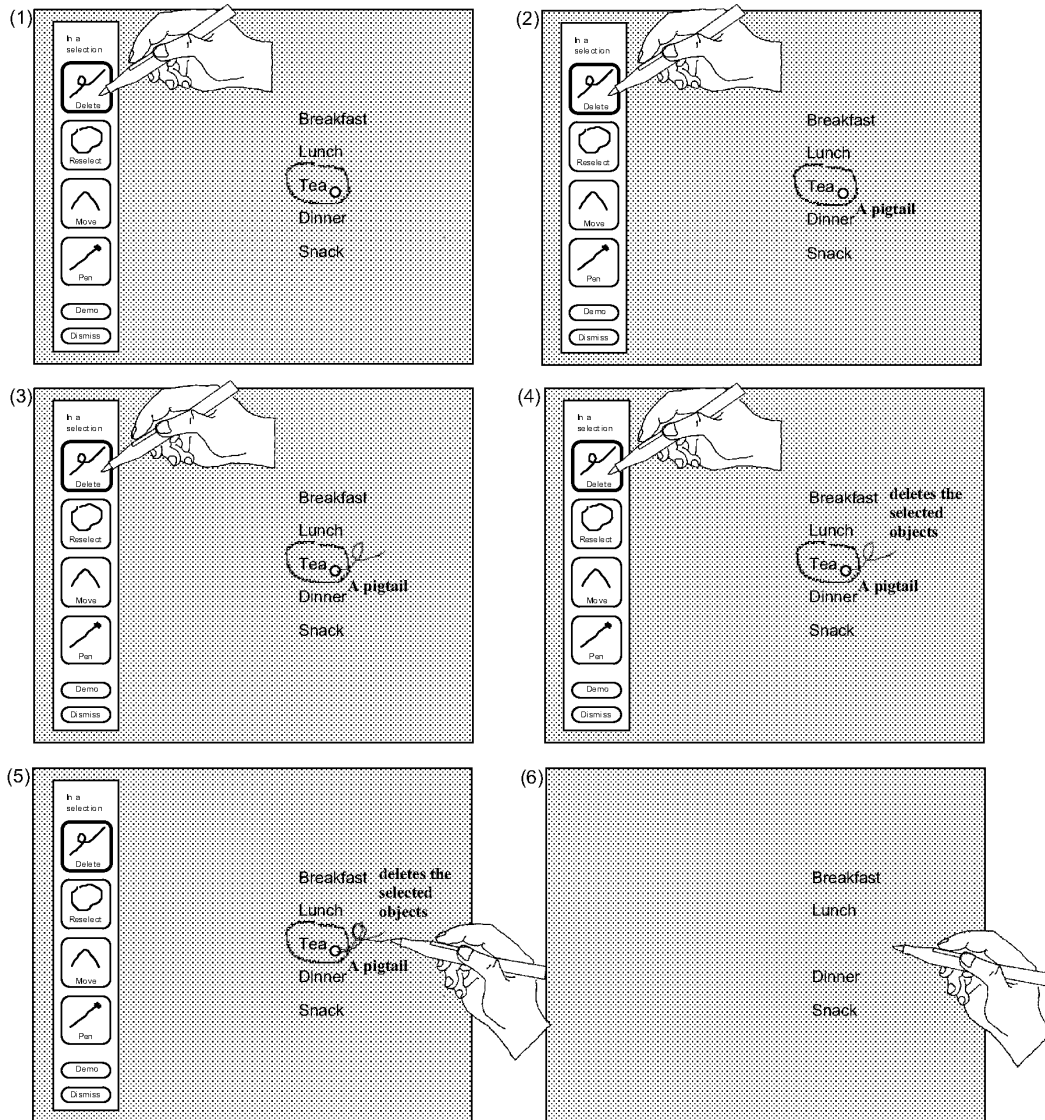 (1)
In a
selection
Delete
Reselect
Move
Pen
Demo
Dismiss
Breakfast
Lunch
Tea
Dinner
Snack
(2)
In a
selection
Delete
Reselect
Move
Pen
Demo
Dismiss
Breakfast
Lunch
Tea
A pigtail
Dinner
Snack
(3)
In a
selection
Delete
Reselect
Move
Pen
Demo
Dismiss
Breakfast
Lunch
Tea
A pigtail
Dinner
Snack
(4)
In a
selection
Delete
Reselect
Move
Pen
Demo
Dismiss
Breakfast
deletes the
selected
objects
Lunch
Tea
A pigtail
Dinner
Snack
(5)
In a
selection
Delete
Reselect
Move
Pen
Demo
Dismiss
Breakfast
deletes the
selected
objects
Lunch
Tea
A pigtail
Dinner
Snack
(6)
Breakfast
Lunch
Dinner
Snack